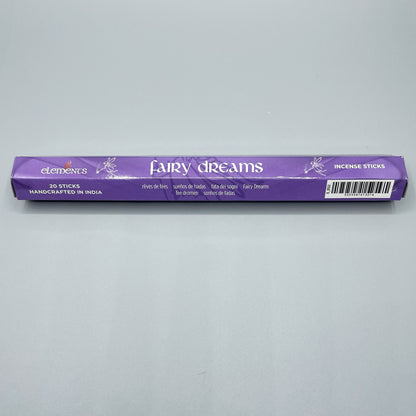 elements
fairy dreams
INCENSE STICKS
20 STICKS
HANDCRAFTED IN INDIA
rêves de fées sueños de hadas fata dei sogni Fairy Dreams
fee dromen sonhos de fadas